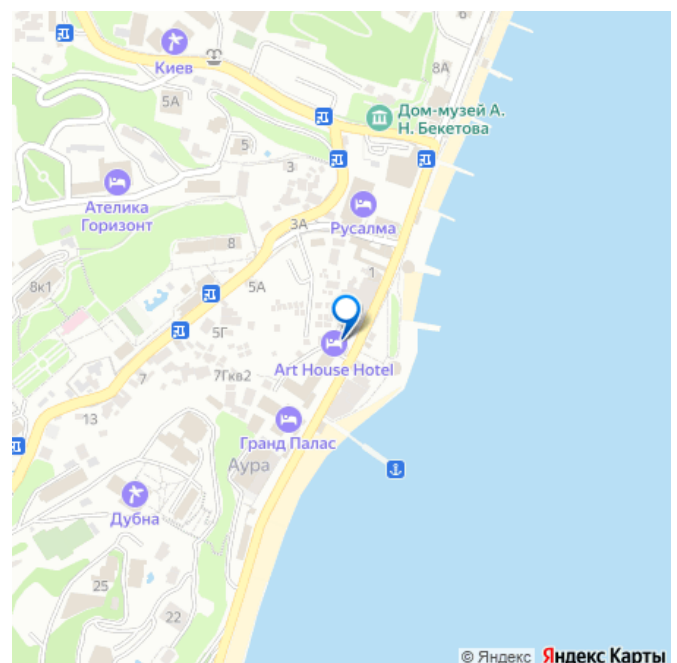 6
Киев
8А
5А
Дом-музей А.
Н. Бекетова
5
3
Ателика
Горизонт
3А
Русалма
8
1
8к1
5А
5Г
Art House Hotel
7
7Гкв2
13
Гранд Палас
Аура
Дубна
25
22
© Яндекс Яндекс Карты